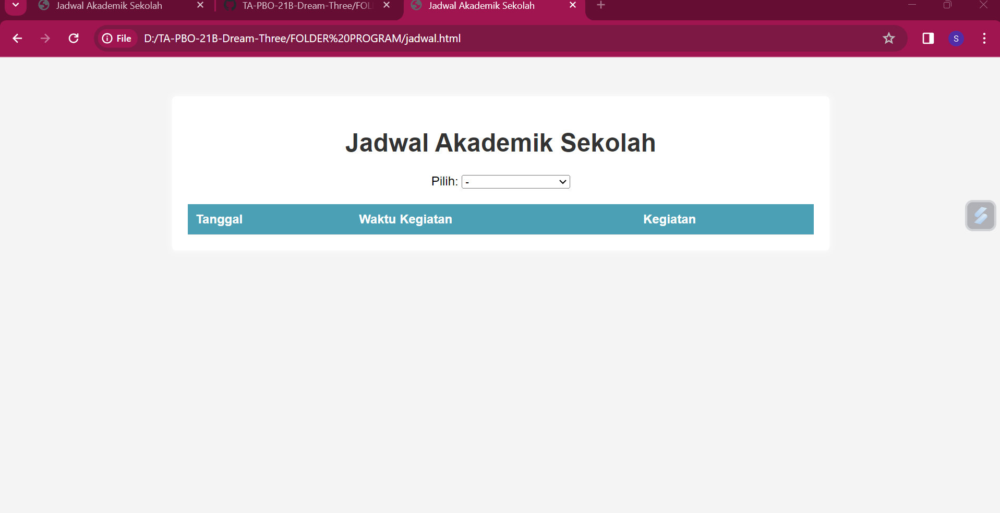 Jadwal Akademik Sekolah
TA-PBO-21B-Dream-Three/FOL
Jadwal Akademik Sekolah
File
D:/TA-PBO-21B-Dream-Three/FOLDER%20PROGRAM/jadwal.html
S
Jadwal Akademik Sekolah
Pilih: -
Tanggal Waktu Kegiatan Kegiatan